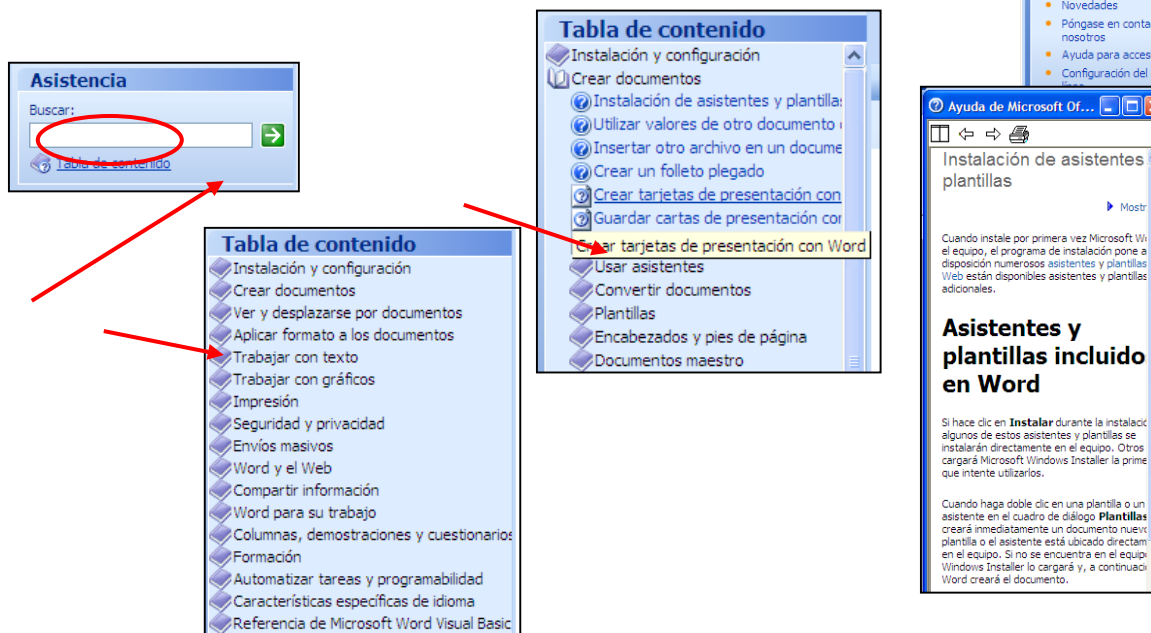 Asistencia
Buscar:
Tabla de contenido
Tabla de contenido
Instalación y configuración
Crear documentos
Ver y desplazarse por documentos
Aplicar formato a los documentos
Trabajar con texto
Trabajar con gráficos
Impresión
Seguridad y privacidad
Envíos masivos
Word y el Web
Compartir información
Word para su trabajo
Columnas, demostraciones y cuestionarios
Formación
Automatizar tareas y programabilidad
Características específicas de idioma
Referencia de Microsoft Word Visual Basic
Tabla de contenido
Instalación y configuración
Crear documentos
Instalación de asistentes y plantillas
Utilizar valores de otro documento
Insertar otro archivo en un docume
Crear un folleto plegado
Crear tarjetas de presentación con
Guardar cartas de presentación cor
Crear tarjetas de presentación con Word
Usar asistentes
Convertir documentos
Plantillas
Encabezados y pies de página
Documentos maestro
Novedades
Póngase en conta
nosotros
Ayuda para acces
Configuración del
Ayuda de Microsoft Of...
Instalación de asistentes
plantillas
Mostr
Cuando instale por primera vez Microsoft W
el equipo, el programa de instalación pone a
disposición numerosos asistentes y plantillas
Web están disponibles asistentes y plantillas
adicionales.
Asistentes y
plantillas incluido
en Word
Si hace clic en Instalar durante la instalació
algunos de estos asistentes y plantillas se
instalarán directamente en el equipo. Otros
cargará Microsoft Windows Installer la prime
que intente utilizarlos.
Cuando haga doble clic en una plantilla o un
asistente en el cuadro de diálogo Plantillas
creará inmediatamente un documento nuevo
plantilla o el asistente está ubicado directam
en el equipo. Si no se encuentra en el equip
Windows Installer lo cargará y, a continuaci
Word creará el documento.